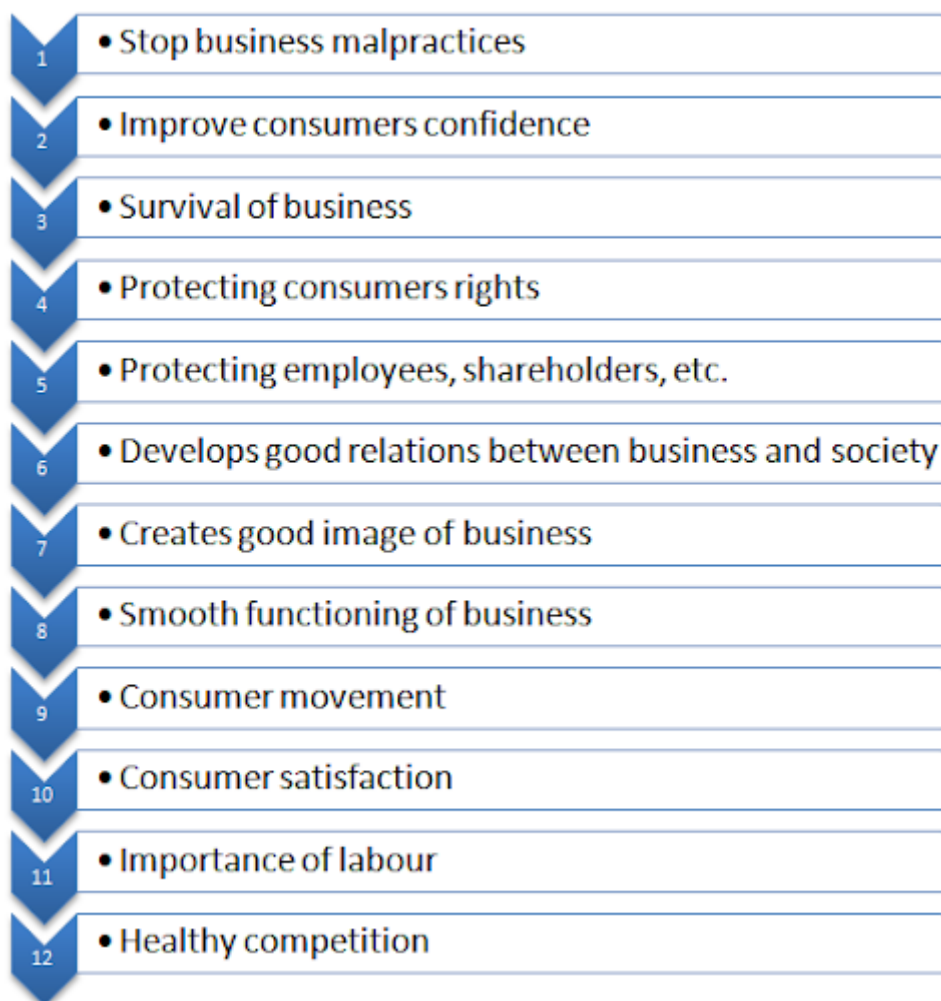 1 • Stop business malpractices
2 • Improve consumers confidence
3 • Survival of business
4 • Protecting consumers rights
5 • Protecting employees, shareholders, etc.
6 • Develops good relations between business and society
7 • Creates good image of business
8 • Smooth functioning of business
9 • Consumer movement
10 • Consumer satisfaction
11 • Importance of labour
12 • Healthy competition